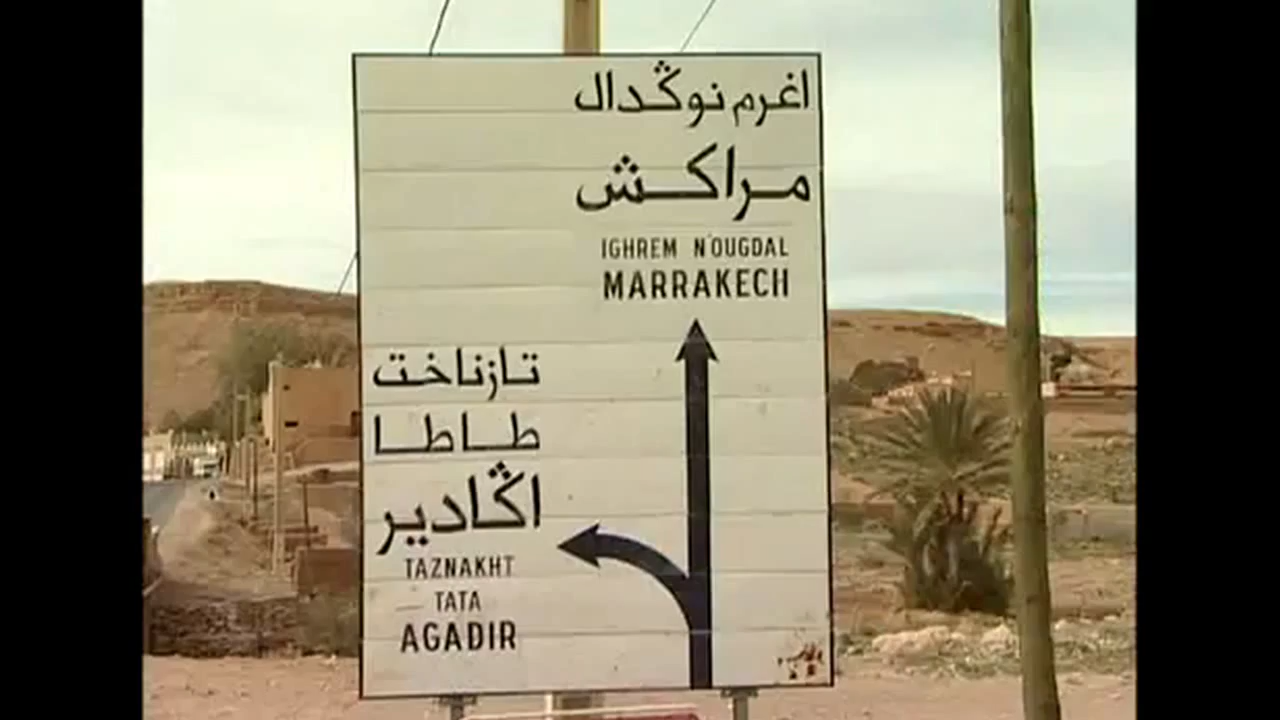 اغرم نوڭدال
مراكش
IGHREM N'OUGDAL
MARRAKECH
تازناخت
طاطا
اڭادير
TAZNAKHT
TATA
AGADIR